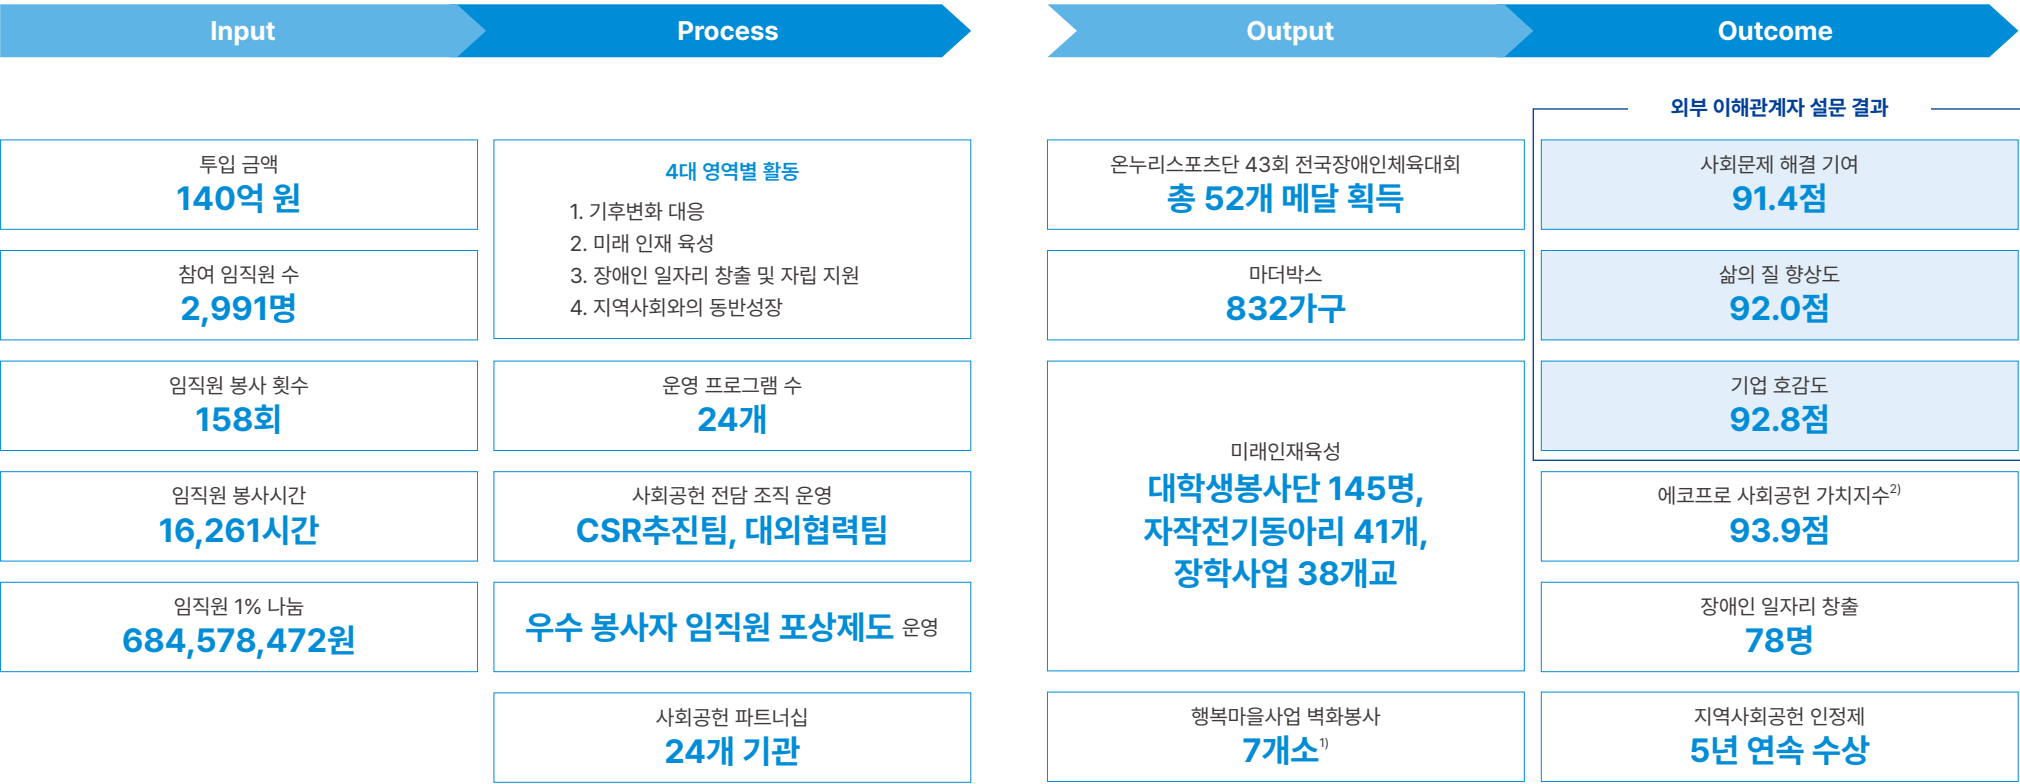 Input
Process
Output
Outcome
투입 금액
140억 원
참여 임직원 수
2,991명
임직원 봉사 횟수
158회
임직원 봉사시간
16,261시간
임직원 1% 나눔
684,578,472원
4대 영역별 활동
1. 기후변화 대응
2. 미래 인재 육성
3. 장애인 일자리 창출 및 자립 지원
4. 지역사회와의 동반성장
운영 프로그램 수
24개
사회공헌 전담 조직 운영
CSR추진팀, 대외협력팀
우수 봉사자 임직원 포상제도 운영
사회공헌 파트너십
24개 기관
온누리스포츠단 43회 전국장애인체육대회
총 52개 메달 획득
마더박스
832가구
미래인재육성
대학생봉사단 145명,
자작전기동아리 41개,
장학사업 38개교
행복마을사업 벽화봉사
7개소1)
외부 이해관계자 설문 결과
사회문제 해결 기여
91.4점
삶의 질 향상도
92.0점
기업 호감도
92.8점
에코프로 사회공헌 가치지수2)
93.9점
장애인 일자리 창출
78명
지역사회공헌 인정제
5년 연속 수상